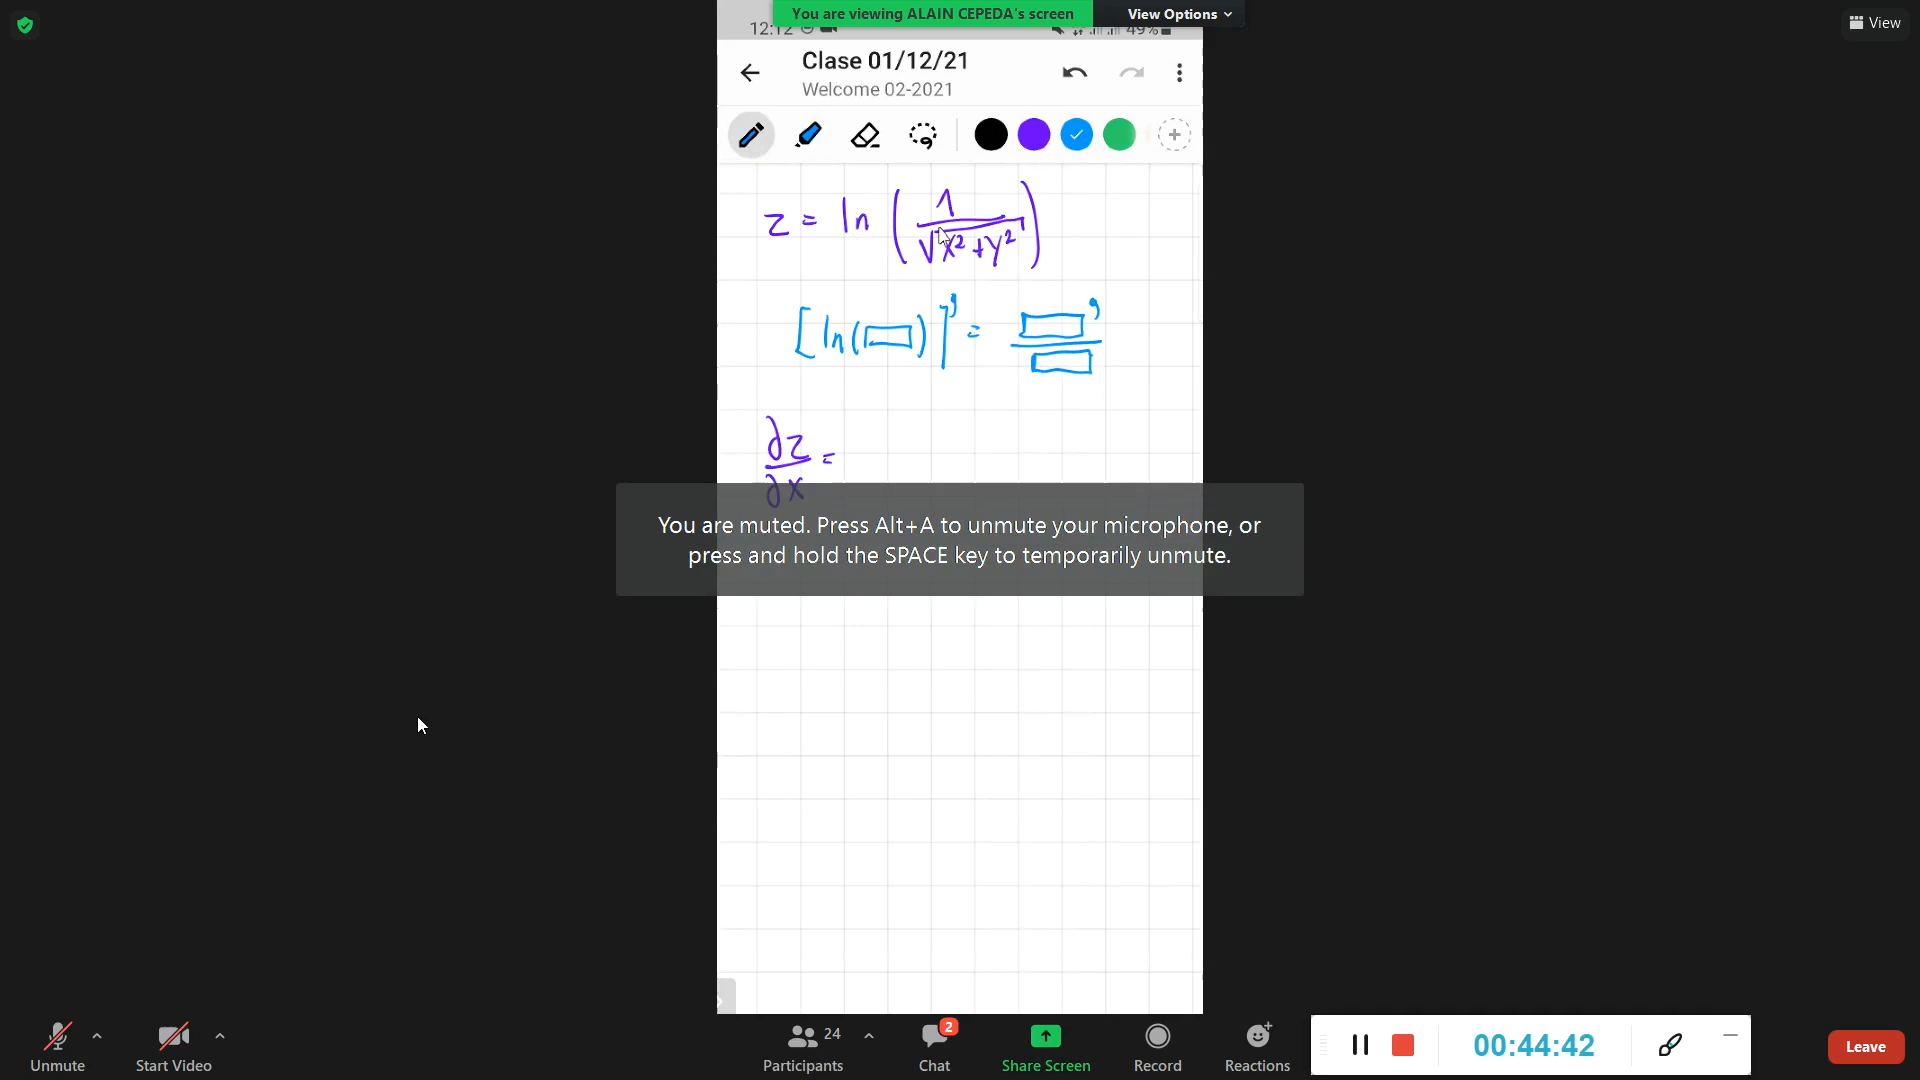 You are viewing ALAIN CEPEDA's screen
View Options
View
12:12
49%
Clase 01/12/21
Welcome 02-2021
z = ln ( 1 / √x²+y² )
[ ln( ▭ ) ]' = ▭' / ▭
∂z / ∂x =
You are muted. Press Alt+A to unmute your microphone, or
press and hold the SPACE key to temporarily unmute.
Unmute
Start Video
24
Participants
2
Chat
Share Screen
Record
Reactions
00:44:42
Leave